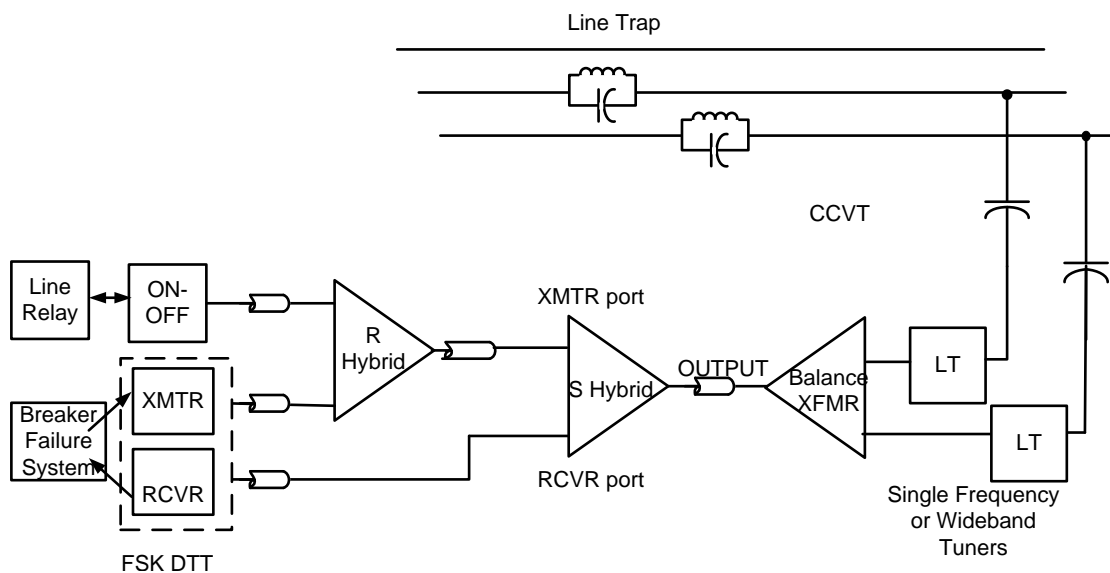 Line Trap
CCVT
Line
Relay
ON-
OFF
XMTR port
R
Hybrid
S Hybrid
OUTPUT
Balance
XFMR
LT
LT
XMTR
Breaker
Failure
System
RCVR
RCVR port
Single Frequency
or Wideband
Tuners
FSK DTT